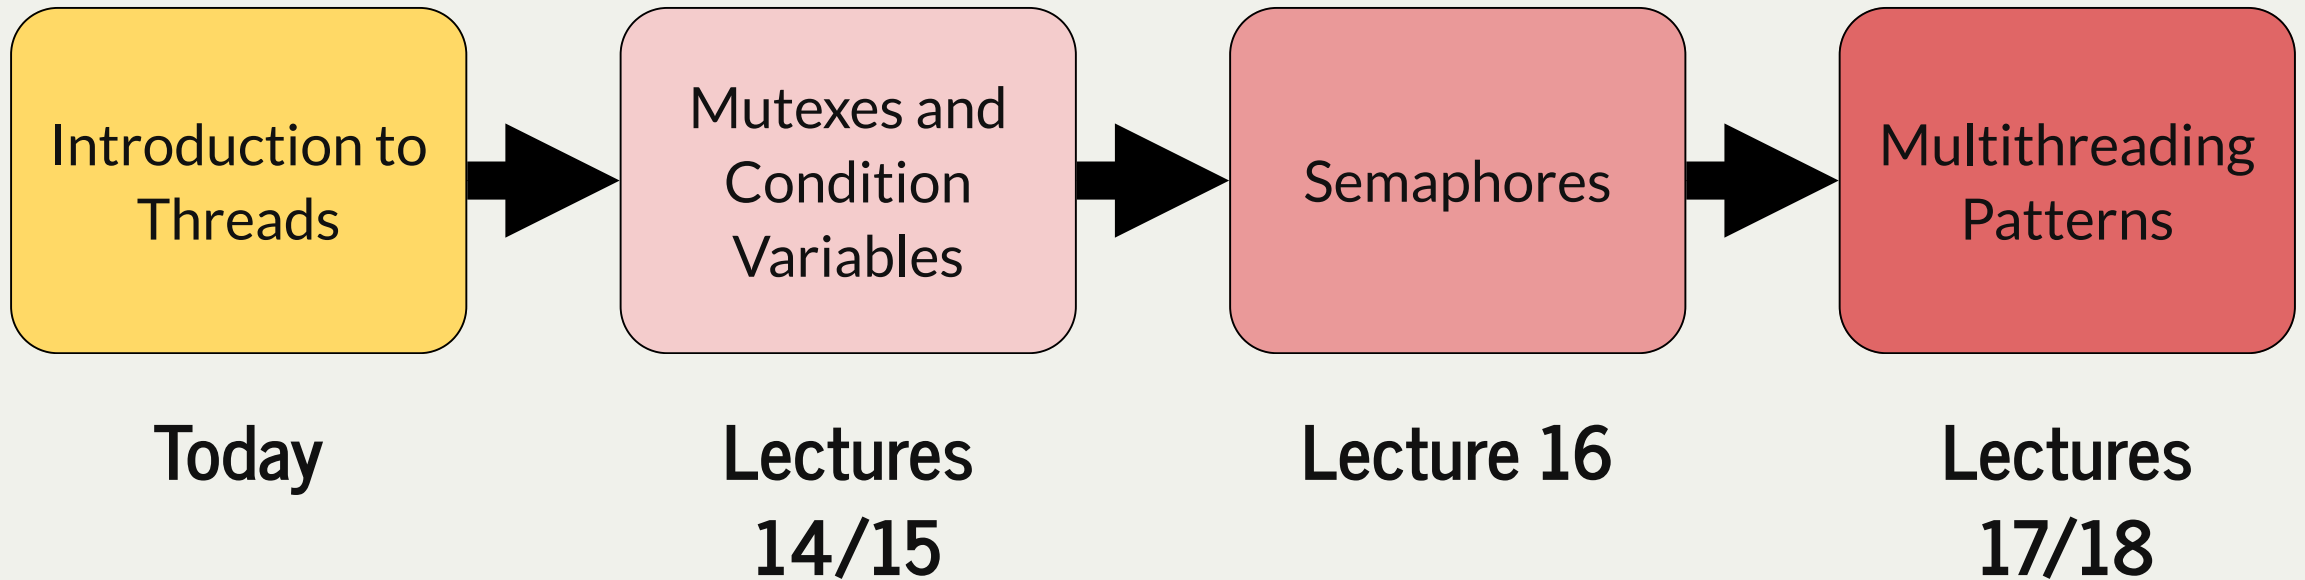 Introduction to
Threads
Mutexes and
Condition
Variables
Semaphores
Multithreading
Patterns
Today
Lectures
14/15
Lecture 16
Lectures
17/18